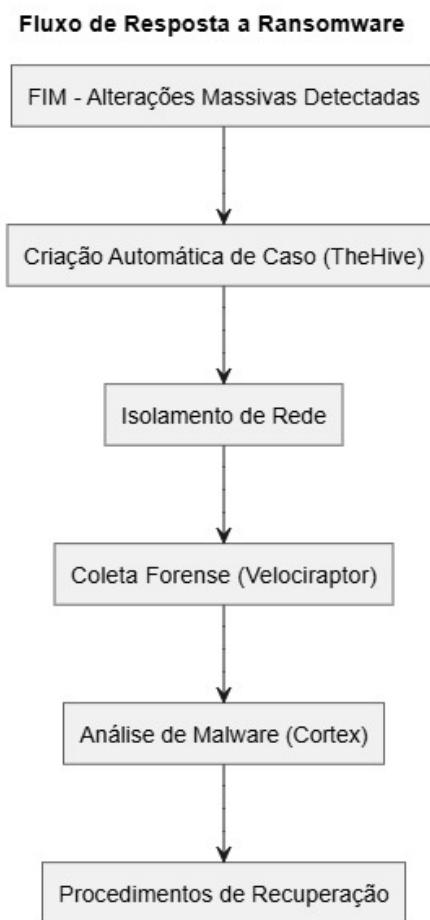 Fluxo de Resposta a Ransomware
FIM - Alterações Massivas Detectadas
Criação Automática de Caso (TheHive)
Isolamento de Rede
Coleta Forense (Velociraptor)
Análise de Malware (Cortex)
Procedimentos de Recuperação